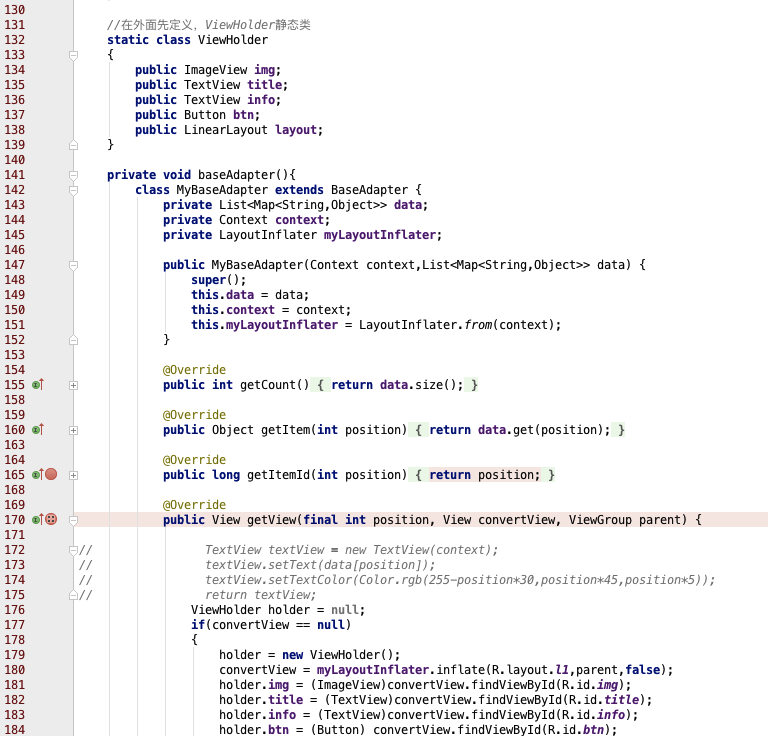 130
131 //在外面先定义，ViewHolder静态类
132 static class ViewHolder
133 {
134 public ImageView img;
135 public TextView title;
136 public TextView info;
137 public Button btn;
138 public LinearLayout layout;
139 }
140
141 private void baseAdapter(){
142 class MyBaseAdapter extends BaseAdapter {
143 private List<Map<String,Object>> data;
144 private Context context;
145 private LayoutInflater myLayoutInflater;
146
147 public MyBaseAdapter(Context context,List<Map<String,Object>> data) {
148 super();
149 this.data = data;
150 this.context = context;
151 this.myLayoutInflater = LayoutInflater.from(context);
152 }
153
154 @Override
155 public int getCount() { return data.size(); }
158
159 @Override
160 public Object getItem(int position) { return data.get(position); }
163
164 @Override
165 public long getItemId(int position) { return position; }
168
169 @Override
170 public View getView(final int position, View convertView, ViewGroup parent) {
171
172 // TextView textView = new TextView(context);
173 // textView.setText(data[position]);
174 // textView.setTextColor(Color.rgb(255-position*30,position*45,position*5));
175 // return textView;
176 ViewHolder holder = null;
177 if(convertView == null)
178 {
179 holder = new ViewHolder();
180 convertView = myLayoutInflater.inflate(R.layout.l1,parent,false);
181 holder.img = (ImageView)convertView.findViewById(R.id.img);
182 holder.title = (TextView)convertView.findViewById(R.id.title);
183 holder.info = (TextView)convertView.findViewById(R.id.info);
184 holder.btn = (Button) convertView.findViewById(R.id.btn);